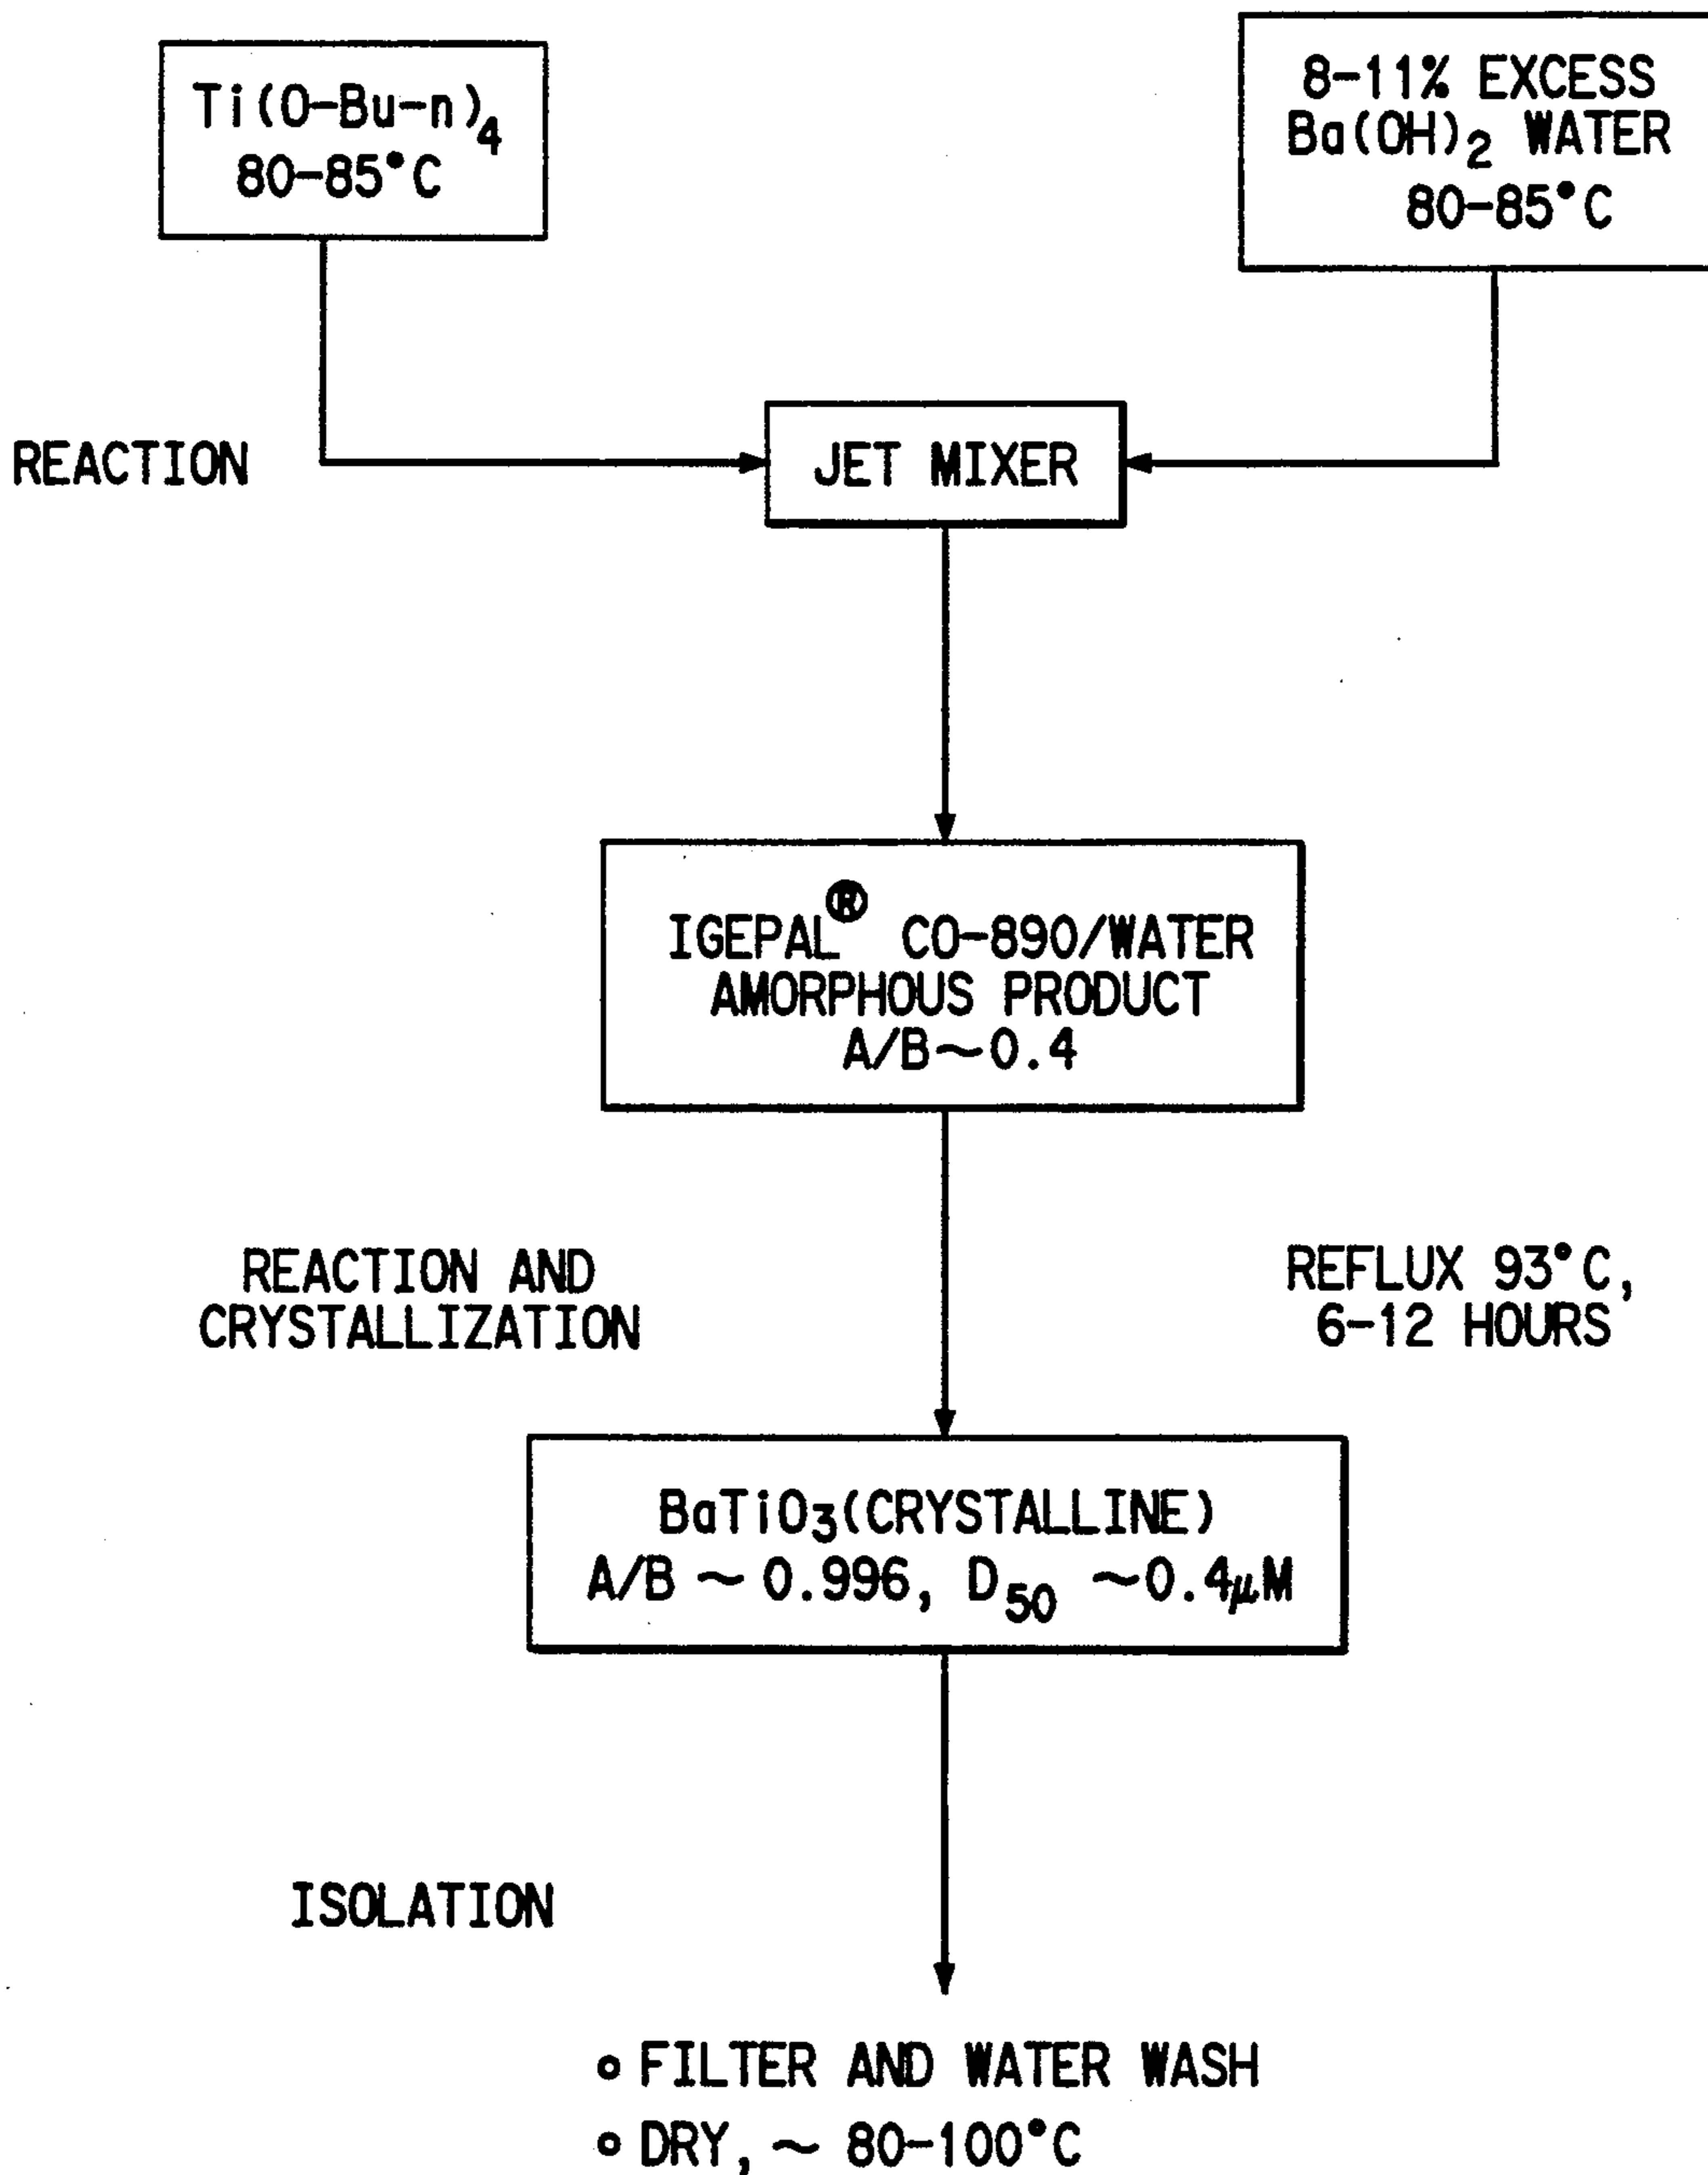 Ti(O-Bu-n)4
80-85°C
8-11% EXCESS
Ba(OH)2 WATER
80-85°C
REACTION
JET MIXER
IGEPAL® CO-890/WATER
AMORPHOUS PRODUCT
A/B~0.4
REACTION AND
CRYSTALLIZATION
REFLUX 93°C,
6-12 HOURS
BaTiO3(CRYSTALLINE)
A/B ~ 0.996, D50 ~0.4μM
ISOLATION
∘ FILTER AND WATER WASH
∘ DRY, ~ 80-100°C